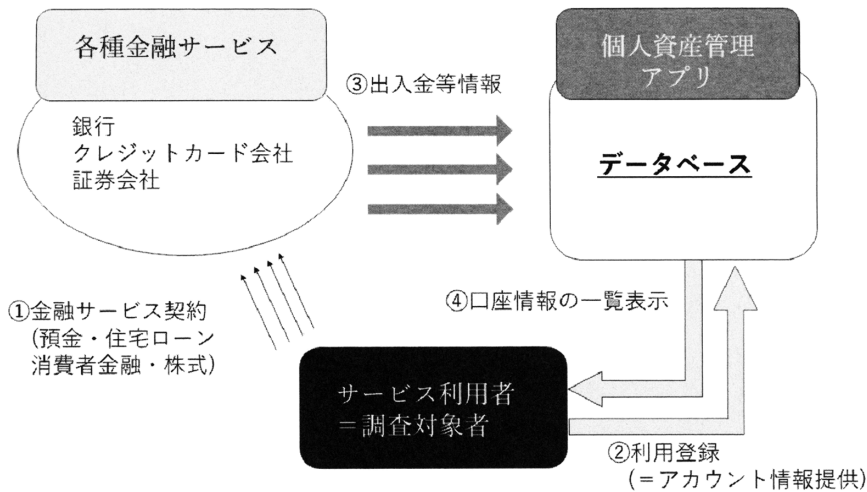 各種金融サービス
銀行
クレジットカード会社
証券会社
③出入金等情報
個人資産管理
アプリ
データベース
①金融サービス契約
(預金・住宅ローン
消費者金融・株式)
④口座情報の一覧表示
サービス利用者
＝調査対象者
②利用登録
(＝アカウント情報提供)